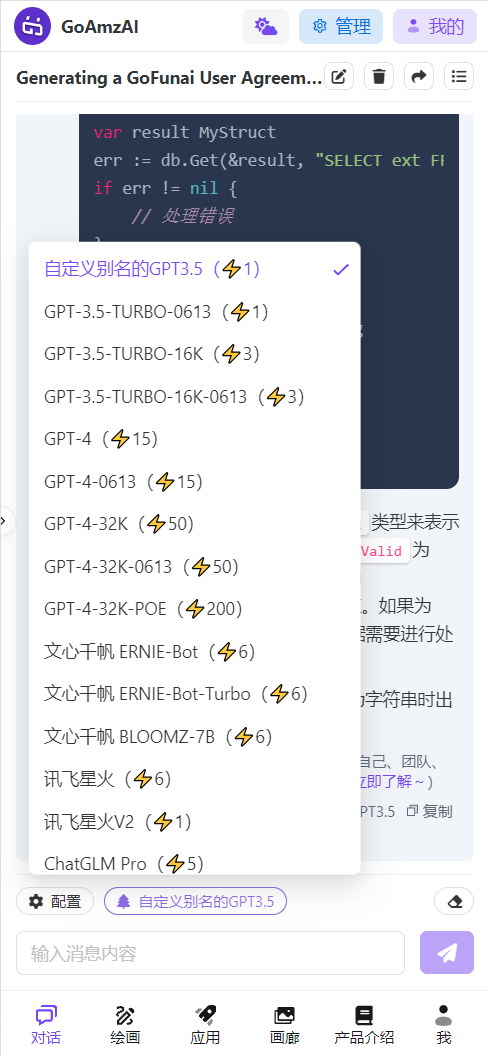 GoAmzAI
管理
我的
Generating a GoFunai User Agreem...
var result MyStruct
err := db.Get(&result, "SELECT ext FF
if err != nil {
// 处理错误
自定义别名的GPT3.5（⚡1）
GPT-3.5-TURBO-0613（⚡1）
GPT-3.5-TURBO-16K（⚡3）
GPT-3.5-TURBO-16K-0613（⚡3）
GPT-4（⚡15）
GPT-4-0613（⚡15）
GPT-4-32K（⚡50）
GPT-4-32K-0613（⚡50）
GPT-4-32K-POE（⚡200）
文心千帆 ERNIE-Bot（⚡6）
文心千帆 ERNIE-Bot-Turbo（⚡6）
文心千帆 BLOOMZ-7B（⚡6）
讯飞星火（⚡6）
讯飞星火V2（⚡1）
ChatGLM Pro（⚡5）
类型来表示
Valid 为
。如果为
需要进行处
字符串时出
自己、团队、
立即了解～）
PT3.5 复制
配置
自定义别名的GPT3.5
输入消息内容
对话
绘画
应用
画廊
产品介绍
我